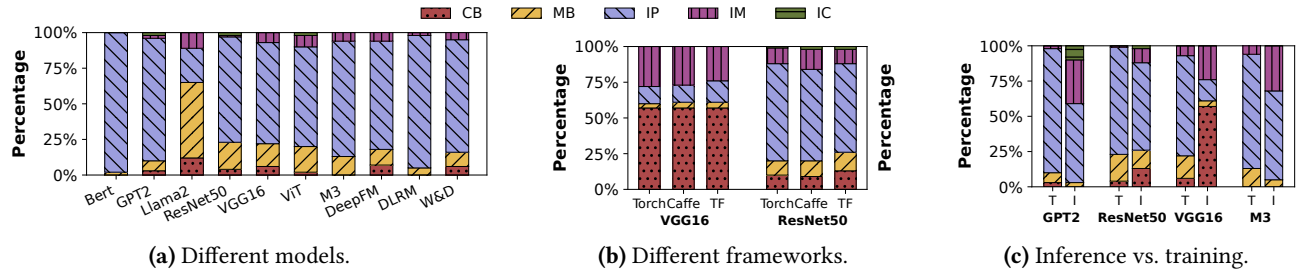 CB MB IP IM IC
Percentage
100%
75%
50%
25%
0%
Bert GPT2 Llama2 ResNet50 VGG16 ViT M3 DeepFM DLRM W&D
(a) Different models.
Percentage
100%
75%
50%
25%
0%
Torch Caffe TF Torch Caffe TF
VGG16 ResNet50
(b) Different frameworks.
Percentage
100%
75%
50%
25%
0%
T I T I T I T I
GPT2 ResNet50 VGG16 M3
(c) Inference vs. training.